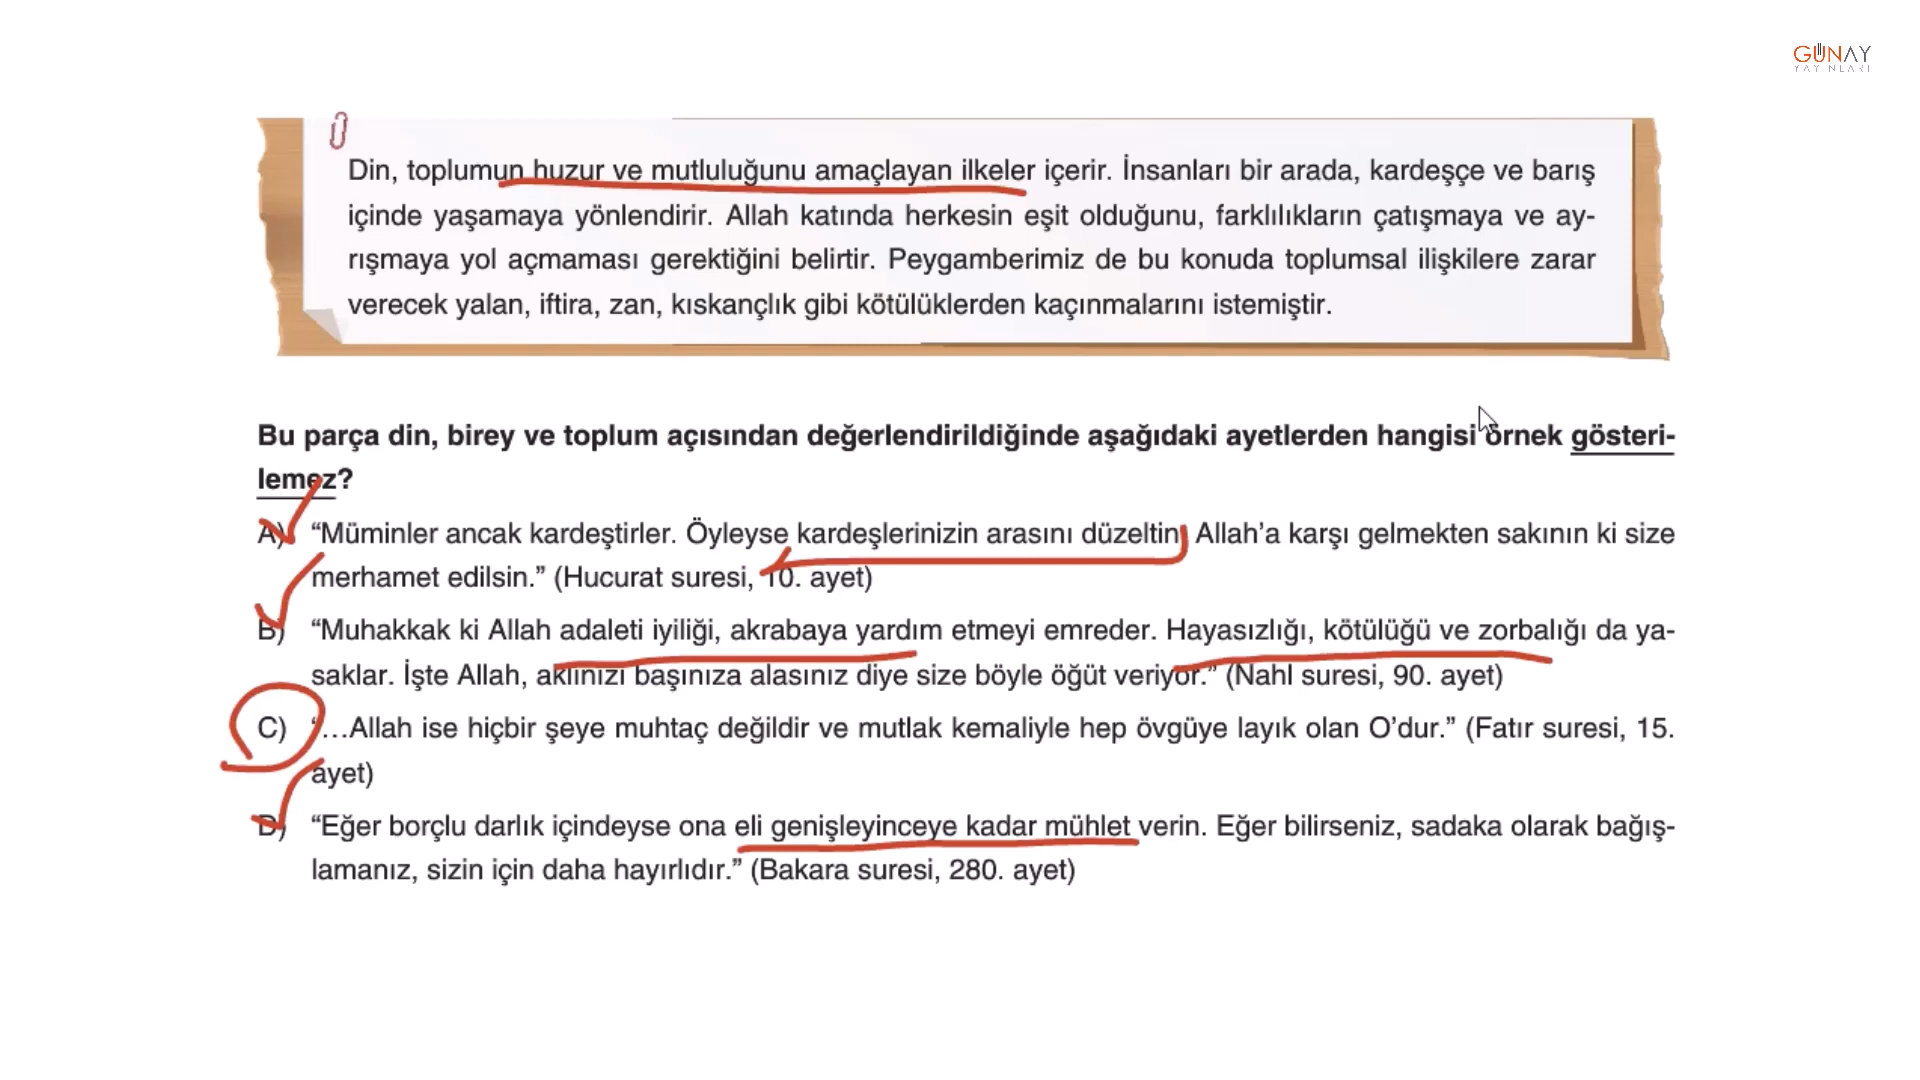 GÜNAY
YAYINLARI
Din, toplumun huzur ve mutluluğunu amaçlayan ilkeler içerir. İnsanları bir arada, kardeşçe ve barış
içinde yaşamaya yönlendirir. Allah katında herkesin eşit olduğunu, farklılıkların çatışmaya ve ay-
rışmaya yol açmaması gerektiğini belirtir. Peygamberimiz de bu konuda toplumsal ilişkilere zarar
verecek yalan, iftira, zan, kıskançlık gibi kötülüklerden kaçınmalarını istemiştir.
Bu parça din, birey ve toplum açısından değerlendirildiğinde aşağıdaki ayetlerden hangisi örnek gösteri-
lemez?
A) “Müminler ancak kardeştirler. Öyleyse kardeşlerinizin arasını düzeltin, Allah’a karşı gelmekten sakının ki size
merhamet edilsin.” (Hucurat suresi, 10. ayet)
B) “Muhakkak ki Allah adaleti iyiliği, akrabaya yardım etmeyi emreder. Hayasızlığı, kötülüğü ve zorbalığı da ya-
saklar. İşte Allah, aklınızı başınıza alasınız diye size böyle öğüt veriyor.” (Nahl suresi, 90. ayet)
C) “…Allah ise hiçbir şeye muhtaç değildir ve mutlak kemaliyle hep övgüye layık olan O’dur.” (Fatır suresi, 15.
ayet)
D) “Eğer borçlu darlık içindeyse ona eli genişleyinceye kadar mühlet verin. Eğer bilirseniz, sadaka olarak bağış-
lamanız, sizin için daha hayırlıdır.” (Bakara suresi, 280. ayet)